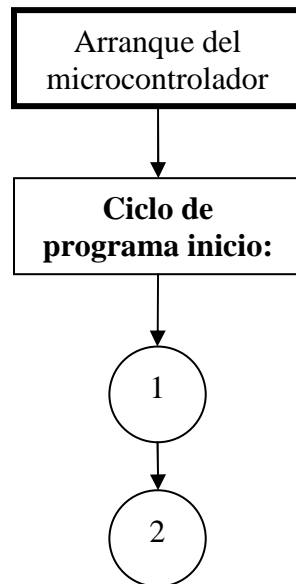 Arranque del
microcontrolador
Ciclo de
programa inicio:
1
2